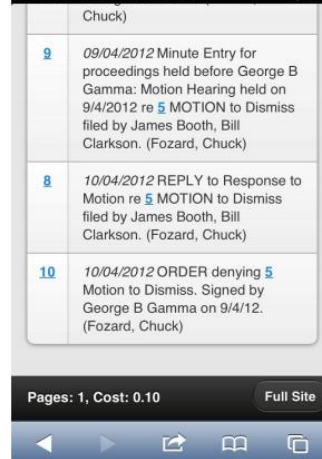 Chuck)
9
09/04/2012 Minute Entry for
proceedings held before George B
Gamma: Motion Hearing held on
9/4/2012 re 5 MOTION to Dismiss
filed by James Booth, Bill
Clarkson. (Fozard, Chuck)
8
10/04/2012 REPLY to Response to
Motion re 5 MOTION to Dismiss
filed by James Booth, Bill
Clarkson. (Fozard, Chuck)
10
10/04/2012 ORDER denying 5
Motion to Dismiss. Signed by
George B Gamma on 9/4/12.
(Fozard, Chuck)
Pages: 1, Cost: 0.10
Full Site